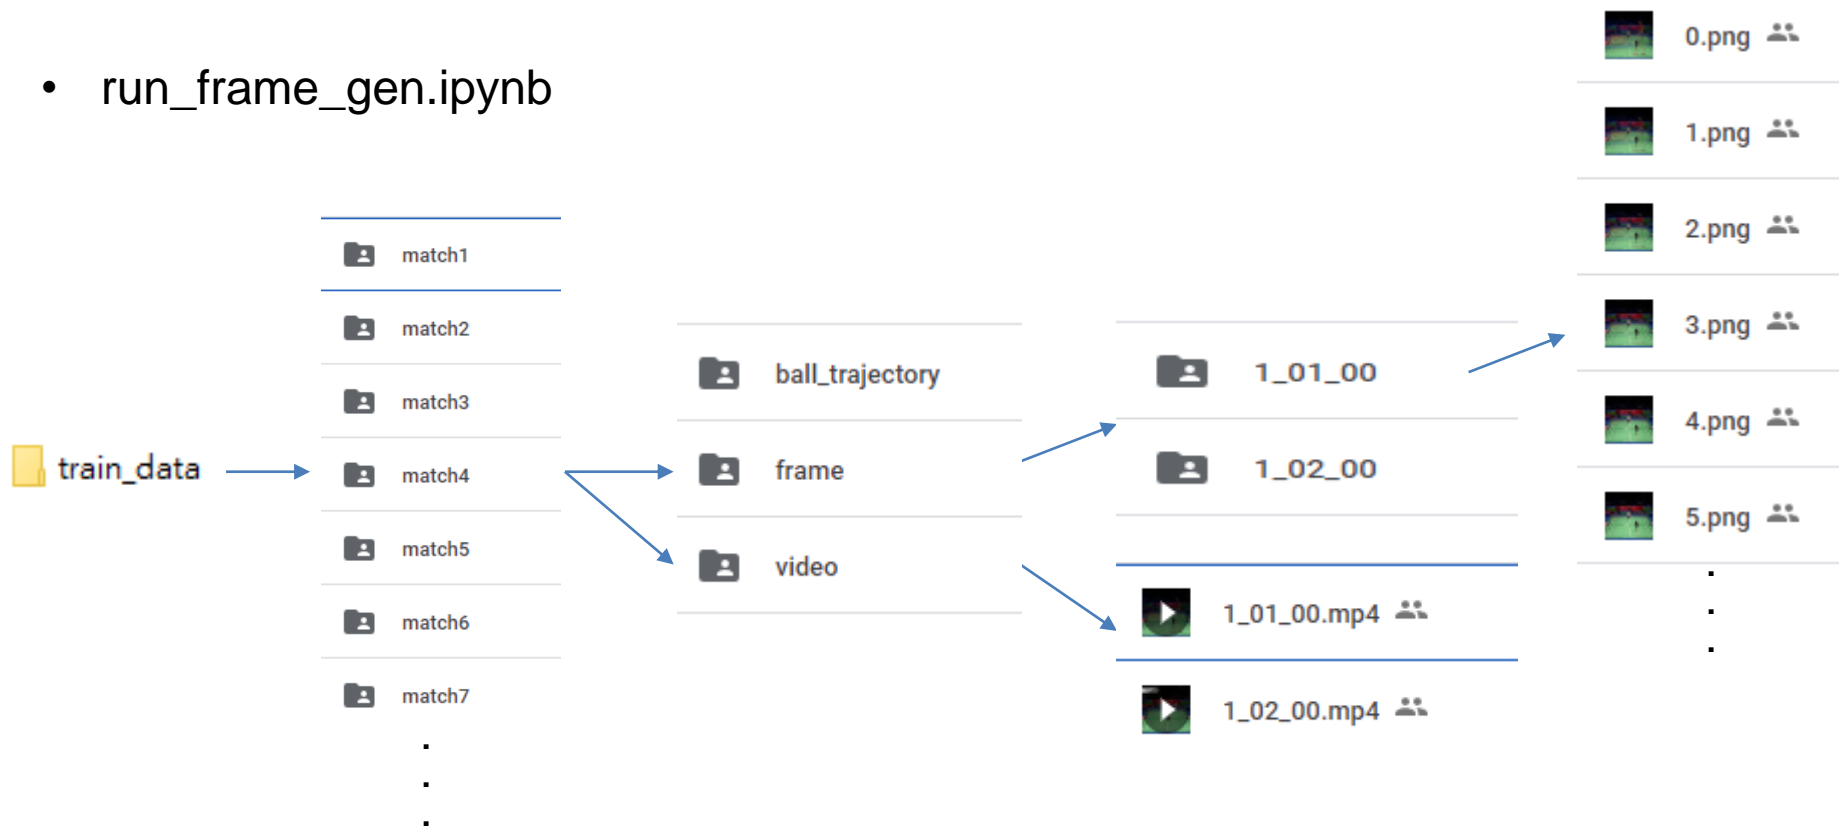 • run_frame_gen.ipynb
train_data
match1
match2
match3
match4
match5
match6
match7
.
.
.
ball_trajectory
frame
video
1_01_00
1_02_00
1_01_00.mp4
1_02_00.mp4
0.png
1.png
2.png
3.png
4.png
5.png
.
.
.